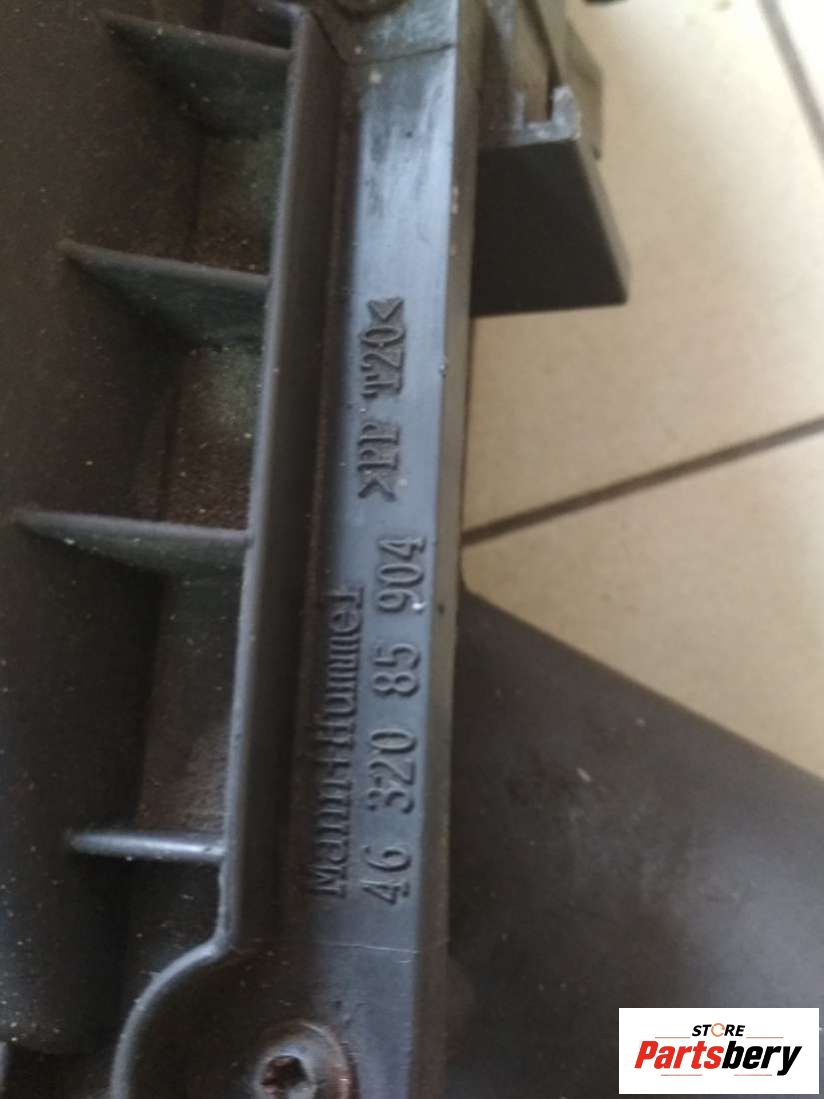 Mann+Hummel
46 320 85 904
>PP T20<
STORE
Partsbery